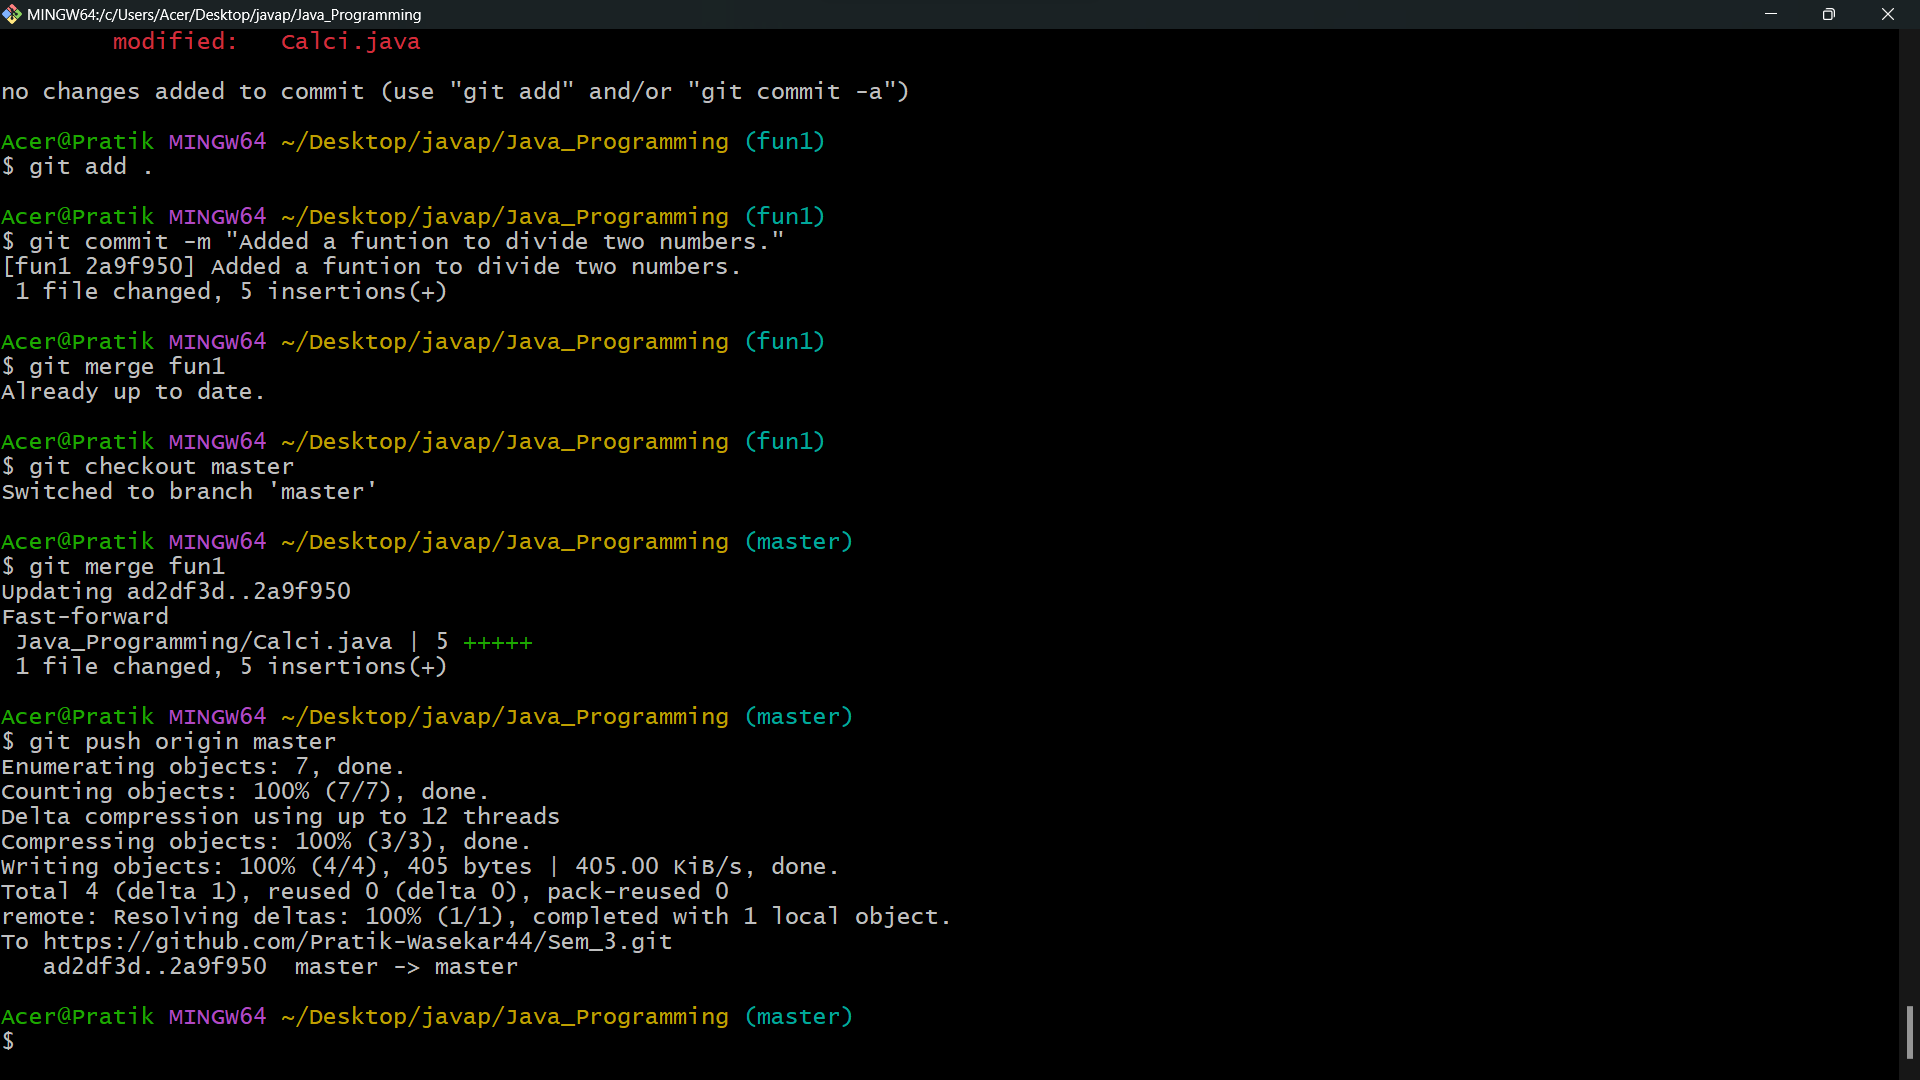 MINGW64:/c/Users/Acer/Desktop/javap/Java_Programming
modified:   Calci.java
no changes added to commit (use "git add" and/or "git commit -a")
Acer@Pratik MINGW64 ~/Desktop/javap/Java_Programming (fun1)
$ git add .
Acer@Pratik MINGW64 ~/Desktop/javap/Java_Programming (fun1)
$ git commit -m "Added a funtion to divide two numbers."
[fun1 2a9f950] Added a funtion to divide two numbers.
 1 file changed, 5 insertions(+)
Acer@Pratik MINGW64 ~/Desktop/javap/Java_Programming (fun1)
$ git merge fun1
Already up to date.
Acer@Pratik MINGW64 ~/Desktop/javap/Java_Programming (fun1)
$ git checkout master
Switched to branch 'master'
Acer@Pratik MINGW64 ~/Desktop/javap/Java_Programming (master)
$ git merge fun1
Updating ad2df3d..2a9f950
Fast-forward
 Java_Programming/Calci.java | 5 +++++
 1 file changed, 5 insertions(+)
Acer@Pratik MINGW64 ~/Desktop/javap/Java_Programming (master)
$ git push origin master
Enumerating objects: 7, done.
Counting objects: 100% (7/7), done.
Delta compression using up to 12 threads
Compressing objects: 100% (3/3), done.
Writing objects: 100% (4/4), 405 bytes | 405.00 KiB/s, done.
Total 4 (delta 1), reused 0 (delta 0), pack-reused 0
remote: Resolving deltas: 100% (1/1), completed with 1 local object.
To https://github.com/Pratik-Wasekar44/Sem_3.git
   ad2df3d..2a9f950  master -> master
Acer@Pratik MINGW64 ~/Desktop/javap/Java_Programming (master)
$